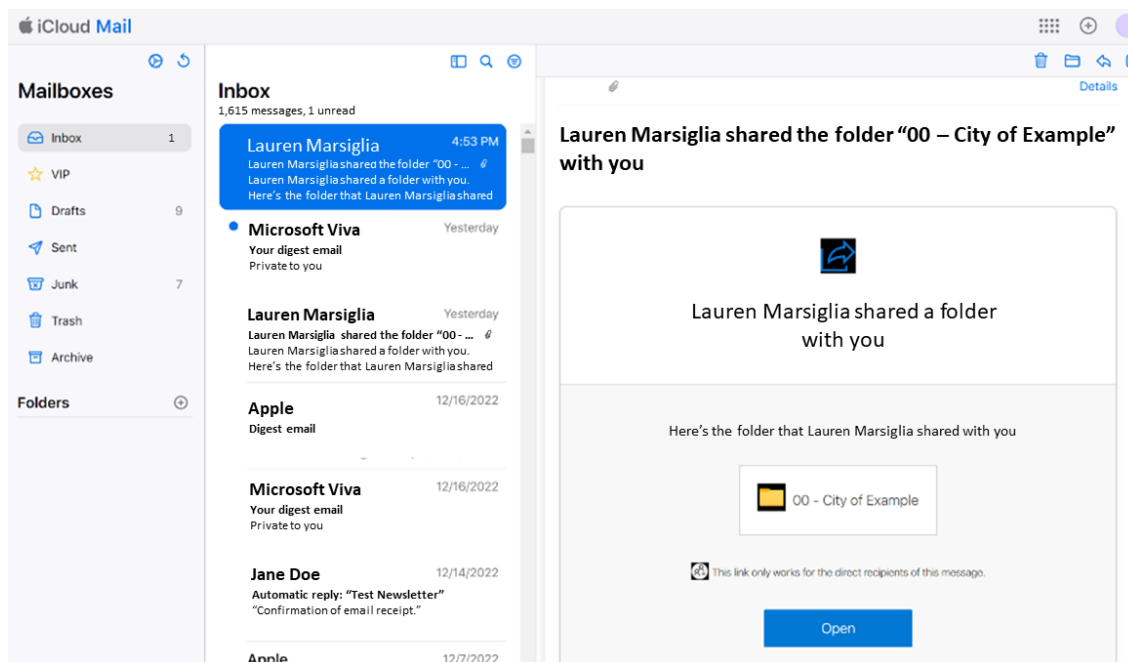 iCloud Mail
Mailboxes
Inbox 1
VIP
Drafts 9
Sent
Junk 7
Trash
Archive
Folders
Inbox
1,615 messages, 1 unread
Lauren Marsiglia 4:53 PM
Lauren Marsiglia shared the folder "00 - ...
Lauren Marsiglia shared a folder with you.
Here's the folder that Lauren Marsiglia shared
Microsoft Viva Yesterday
Your digest email
Private to you
Lauren Marsiglia Yesterday
Lauren Marsiglia shared the folder "00 - ...
Lauren Marsiglia shared a folder with you.
Here's the folder that Lauren Marsiglia shared
Apple 12/16/2022
Digest email
Microsoft Viva 12/16/2022
Your digest email
Private to you
Jane Doe 12/14/2022
Automatic reply: "Test Newsletter"
"Confirmation of email receipt."
Apple 12/7/2022
Details
Lauren Marsiglia shared the folder “00 – City of Example”
with you
Lauren Marsiglia shared a folder
with you
Here's the folder that Lauren Marsiglia shared with you
00 - City of Example
This link only works for the direct recipients of this message.
Open